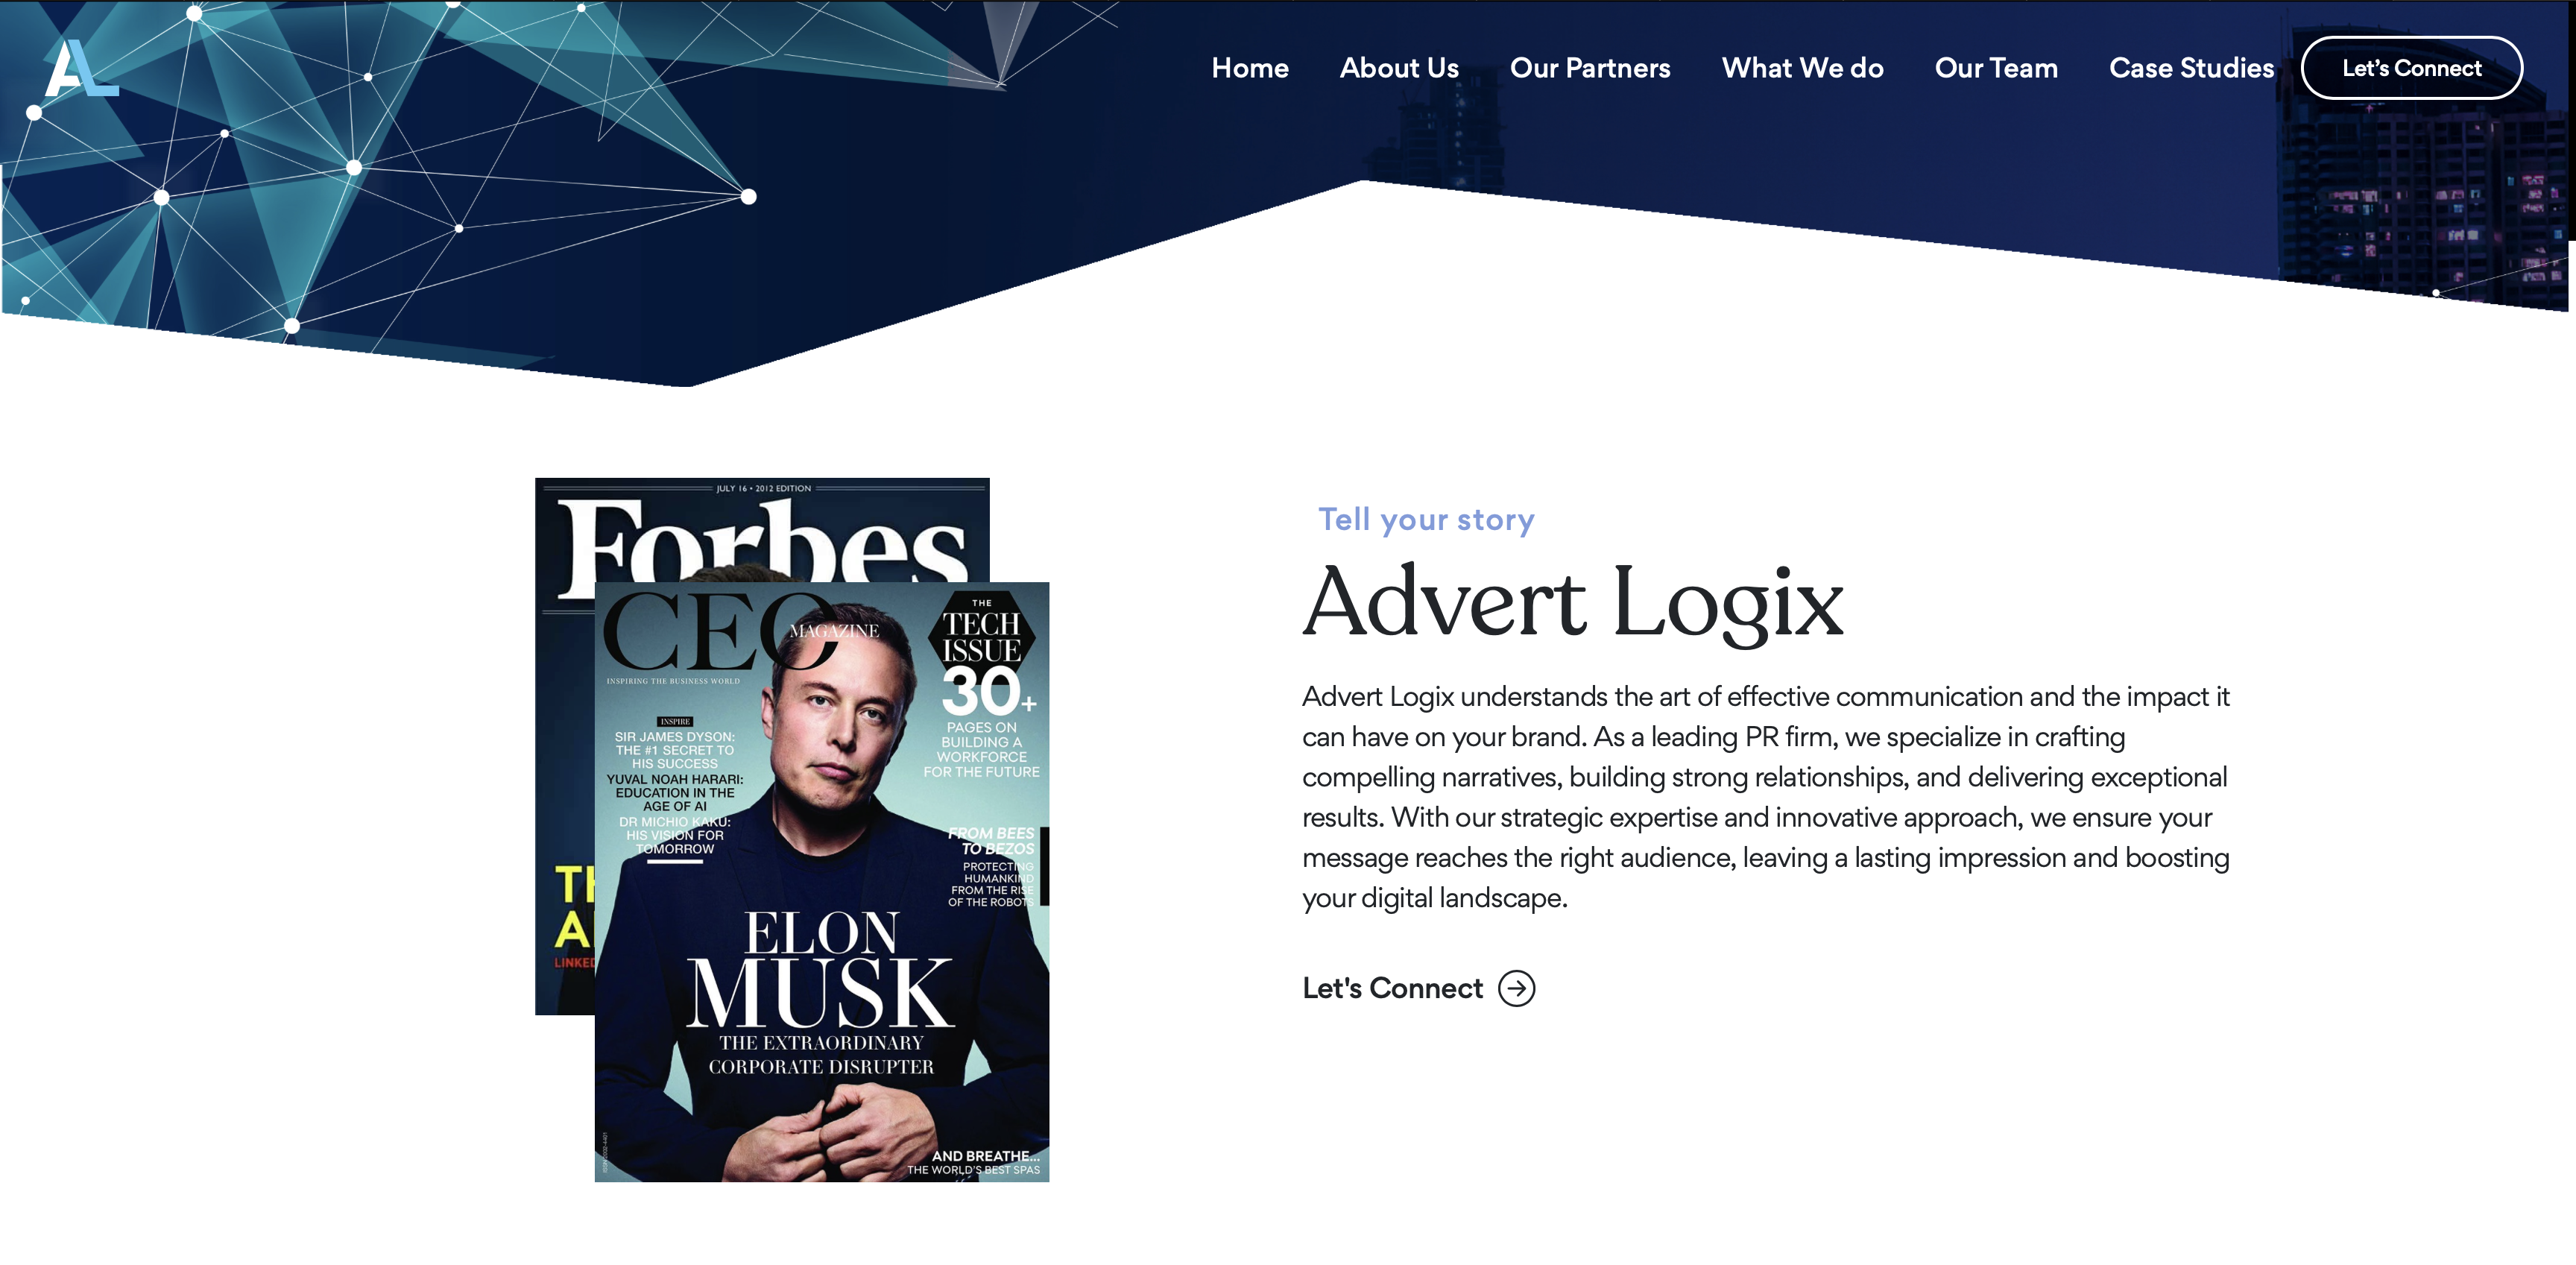 AL
Home About Us Our Partners What We do Our Team Case Studies Let's Connect
JULY 16 • 2012 EDITION
Forbes
CEO
MAGAZINE
INSPIRING THE BUSINESS WORLD
THE
TECH
ISSUE
30+
PAGES ON
BUILDING A
WORKFORCE
FOR THE FUTURE
INSPIRE
SIR JAMES DYSON:
THE #1 SECRET TO
HIS SUCCESS
YUVAL NOAH HARARI:
EDUCATION IN THE
AGE OF AI
DR MICHIO KAKU:
HIS VISION FOR
TOMORROW
FROM BEES
TO BEZOS
PROTECTING
HUMANKIND
FROM THE RISE
OF THE ROBOTS
ELON
MUSK
THE EXTRAORDINARY
CORPORATE DISRUPTER
AND BREATHE...
THE WORLD'S BEST SPAS
Tell your story
Advert Logix
Advert Logix understands the art of effective communication and the impact it
can have on your brand. As a leading PR firm, we specialize in crafting
compelling narratives, building strong relationships, and delivering exceptional
results. With our strategic expertise and innovative approach, we ensure your
message reaches the right audience, leaving a lasting impression and boosting
your digital landscape.
Let's Connect